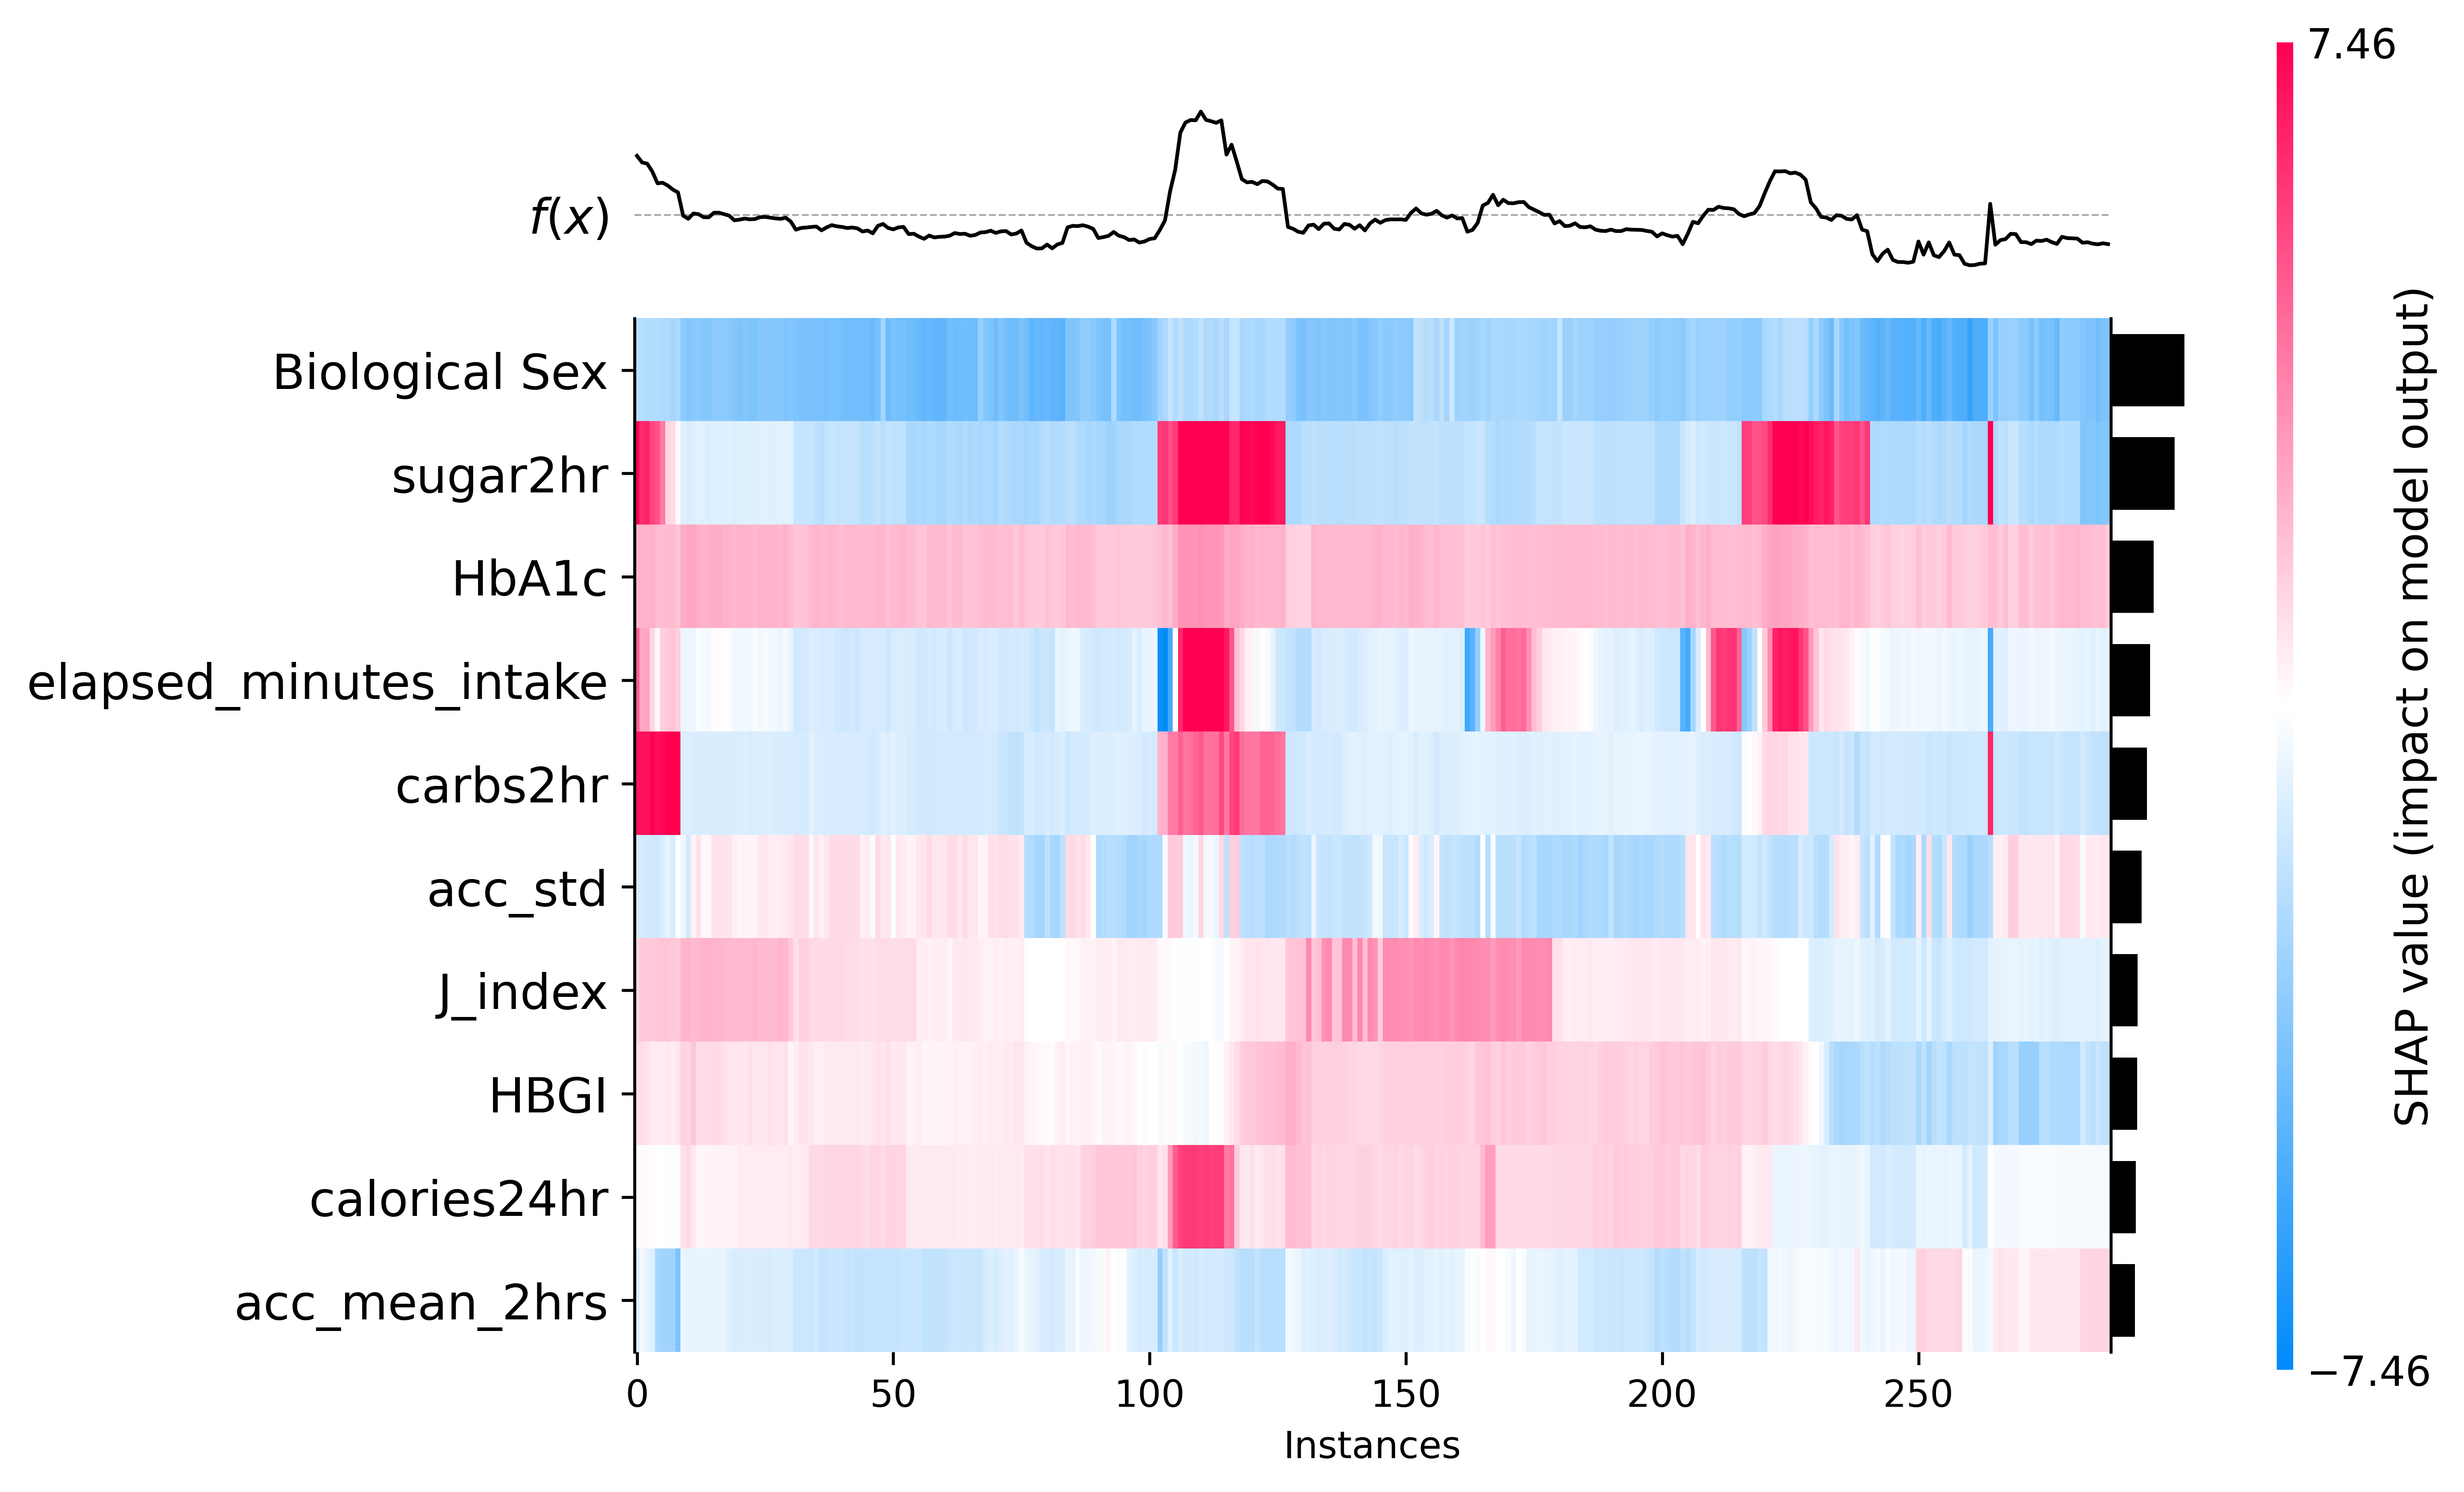 7.46
f(x)
Biological Sex
sugar2hr
HbA1c
elapsed_minutes_intake
carbs2hr
acc_std
J_index
HBGI
calories24hr
acc_mean_2hrs
0 50 100 150 200 250
Instances
−7.46
SHAP value (impact on model output)